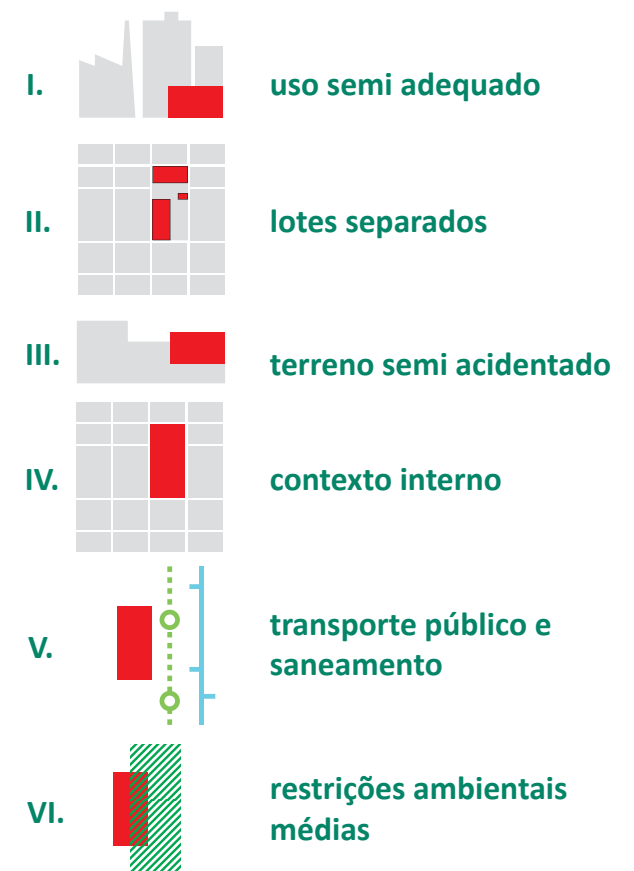 I. uso semi adequado
II. lotes separados
III. terreno semi acidentado
IV. contexto interno
V. transporte público e
saneamento
VI. restrições ambientais
médias